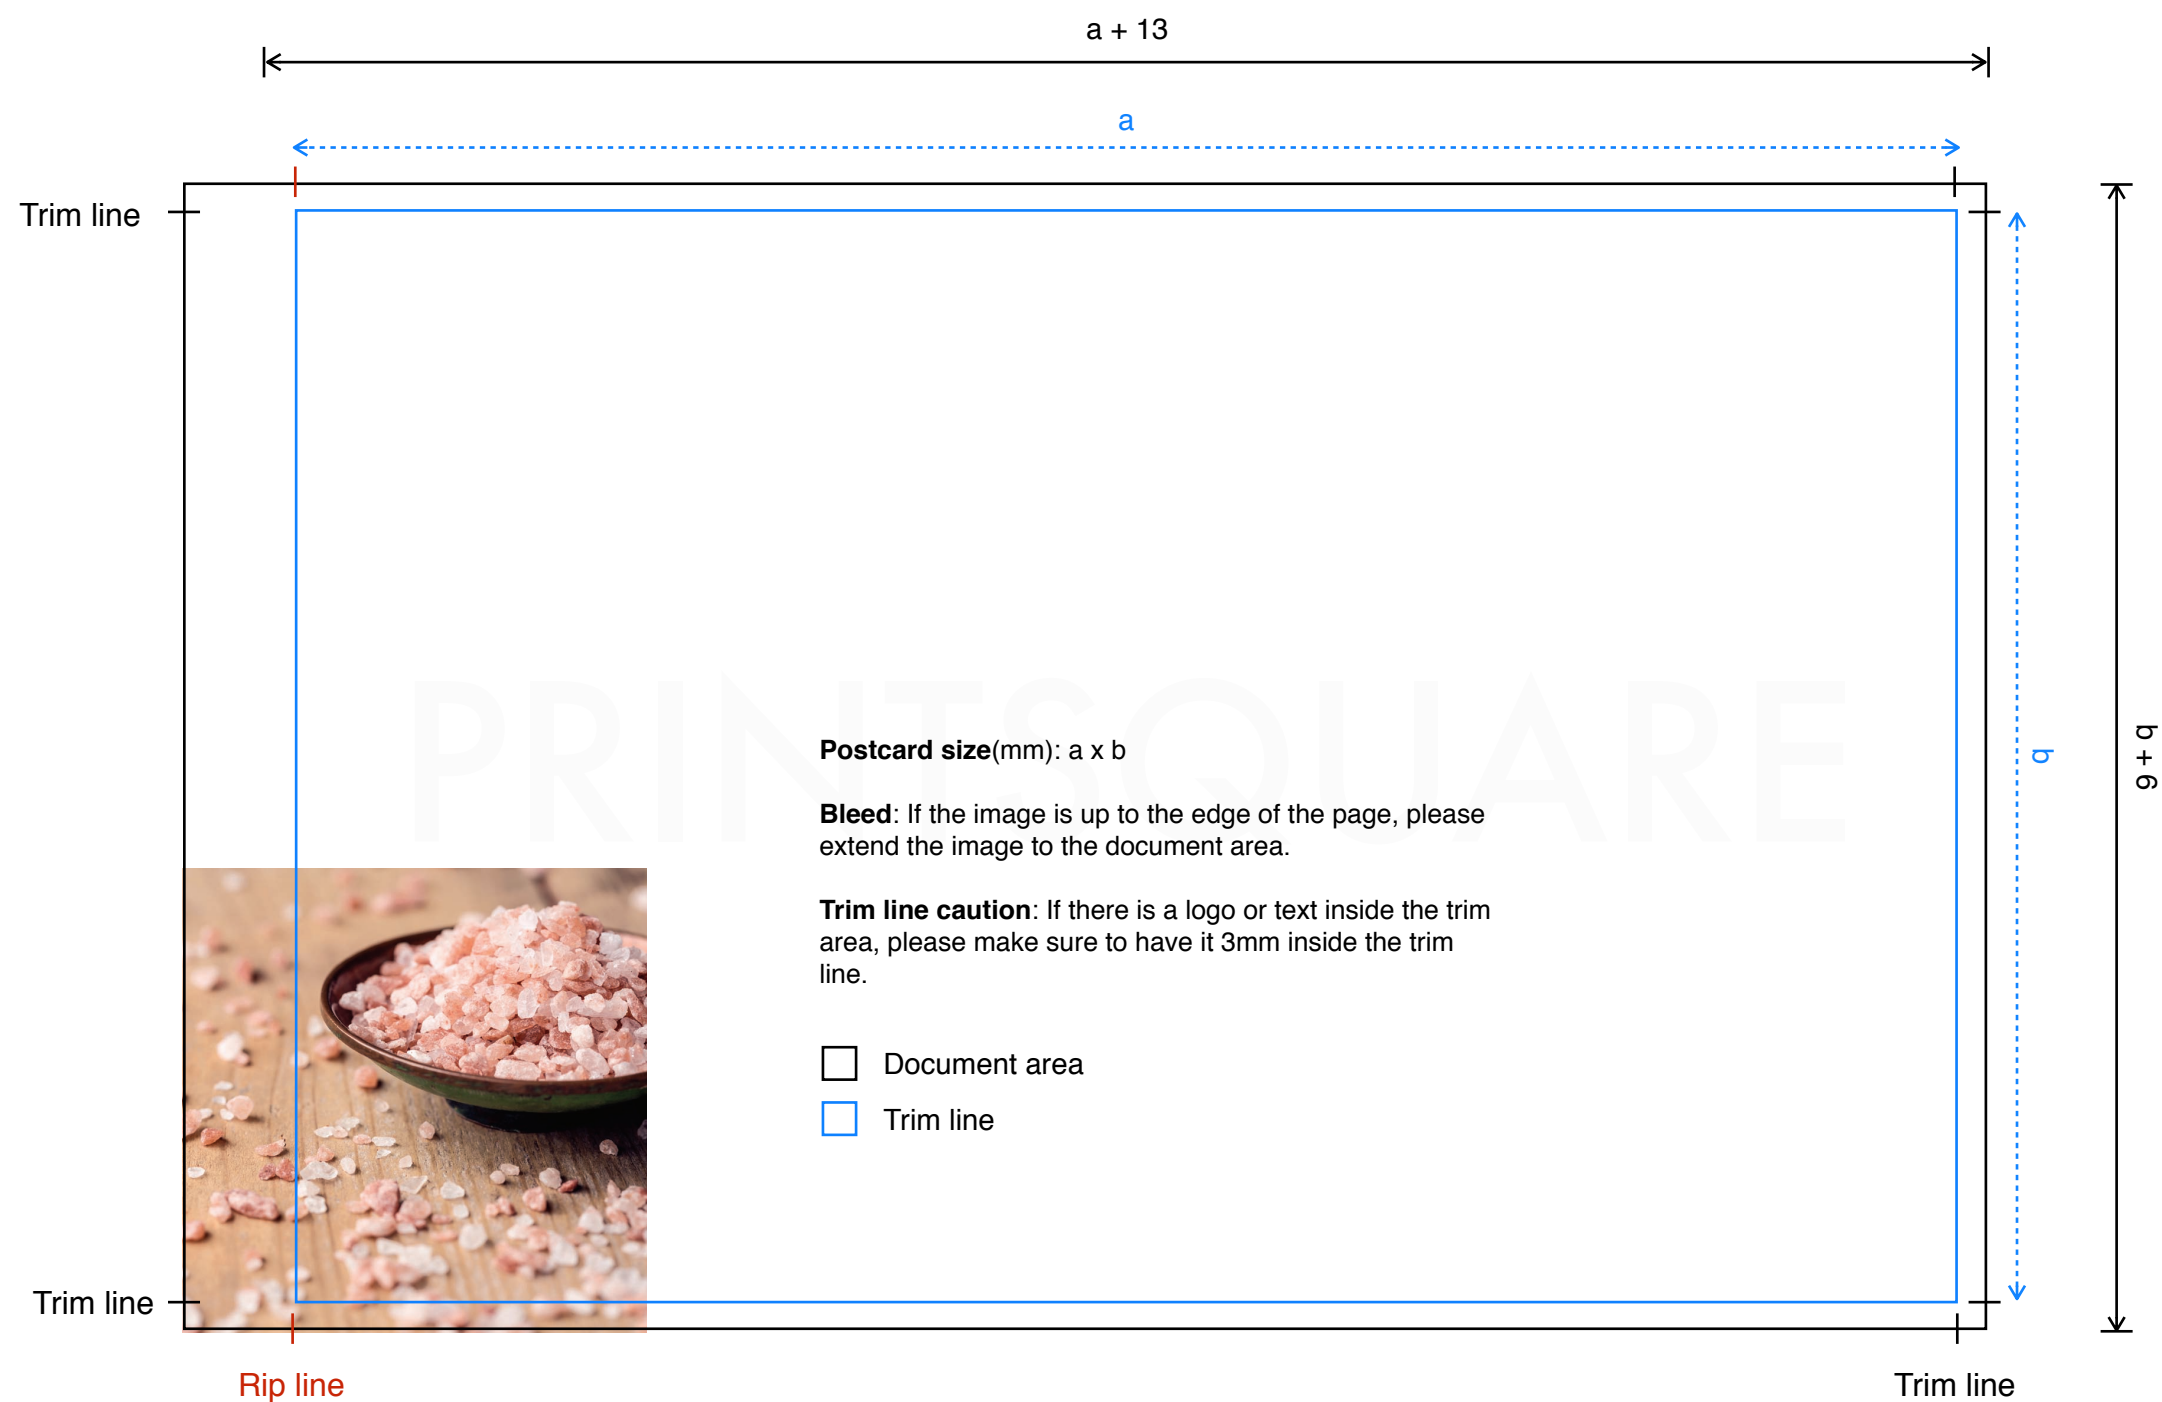 a + 13
a
Trim line
b
b + 6
PRINTSQUARE
Postcard size(mm): a x b
Bleed: If the image is up to the edge of the page, please
extend the image to the document area.
Trim line caution: If there is a logo or text inside the trim
area, please make sure to have it 3mm inside the trim
line.
Document area
Trim line
Trim line
Rip line
Trim line